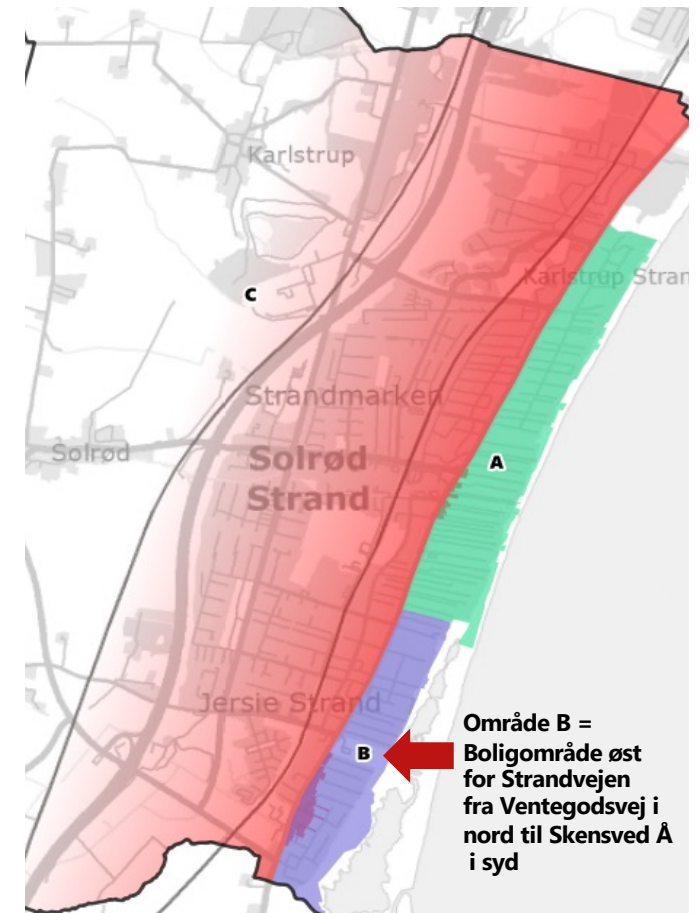 Karlstrup
C
Karlstrup Stran
Strandmarken
Solrød
Solrød
Strand
A
Jersie Strand
B
Område B =
Boligområde øst
for Strandvejen
fra Ventegodsvej i
nord til Skensved Å
i syd